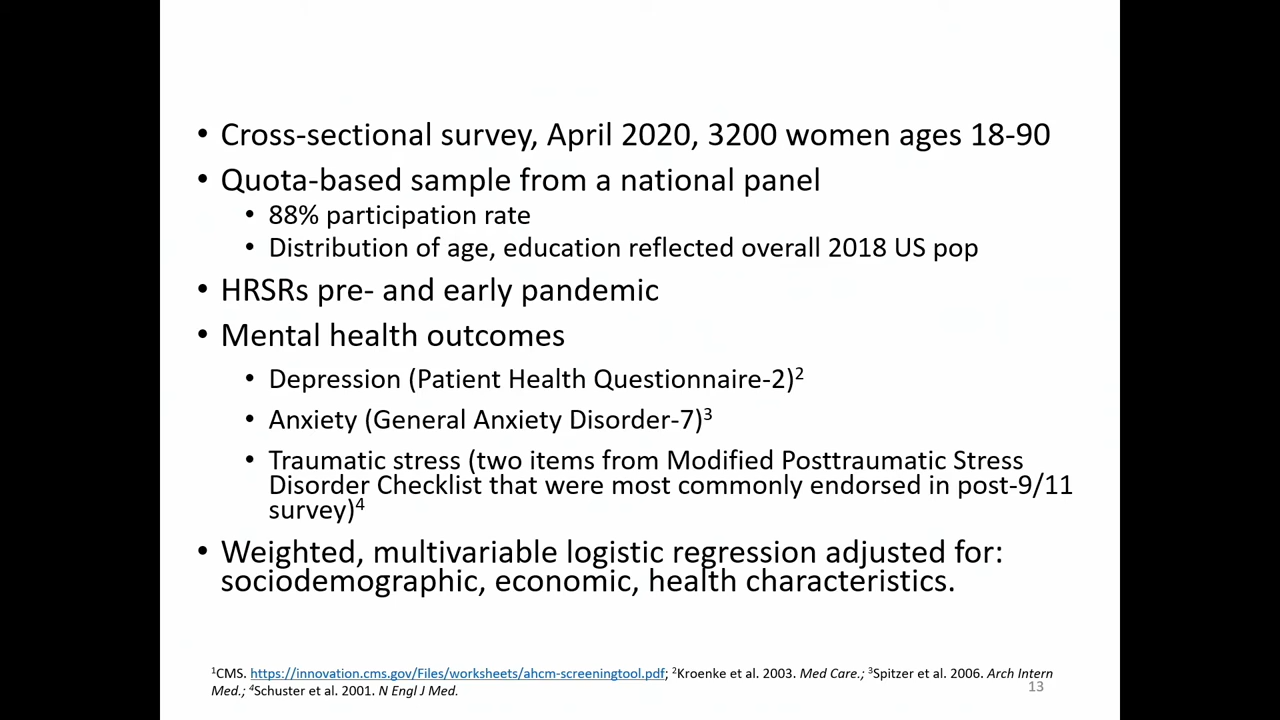 • Cross-sectional survey, April 2020, 3200 women ages 18-90
• Quota-based sample from a national panel
• 88% participation rate
• Distribution of age, education reflected overall 2018 US pop
• HRSRs pre- and early pandemic
• Mental health outcomes
• Depression (Patient Health Questionnaire-2)²
• Anxiety (General Anxiety Disorder-7)³
• Traumatic stress (two items from Modified Posttraumatic Stress
Disorder Checklist that were most commonly endorsed in post-9/11
survey)⁴
• Weighted, multivariable logistic regression adjusted for:
sociodemographic, economic, health characteristics.
¹CMS. https://innovation.cms.gov/Files/worksheets/ahcm-screeningtool.pdf; ²Kroenke et al. 2003. Med Care.; ³Spitzer et al. 2006. Arch Intern
Med.; ⁴Schuster et al. 2001. N Engl J Med.
13